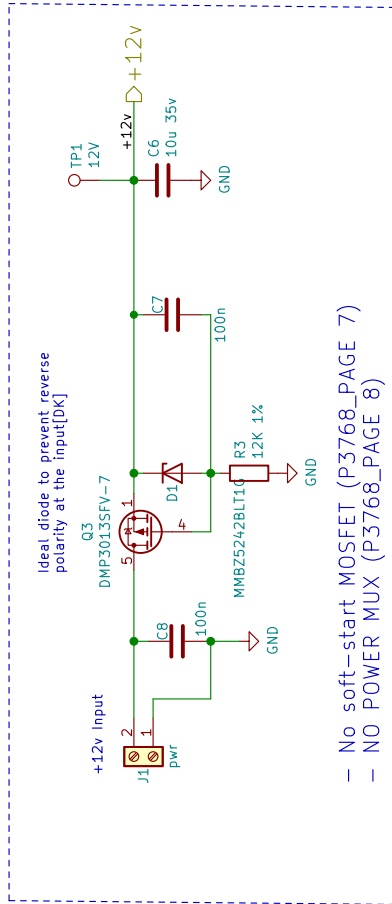 Ideal diode to prevent reverse
polarity at the input[DK]
+12v Input
J1
pwr
2
1
C8
100n
GND
Q3
DMP3013SFV-7
5
1
4
D1
MMBZ5242BLT1G
R3
12K 1%
GND
C7
100n
TP1
12V
+12v
C6
10u 35v
GND
+12v
- No soft-start MOSFET (P3768_PAGE 7)
- NO POWER MUX (P3768_PAGE 8)